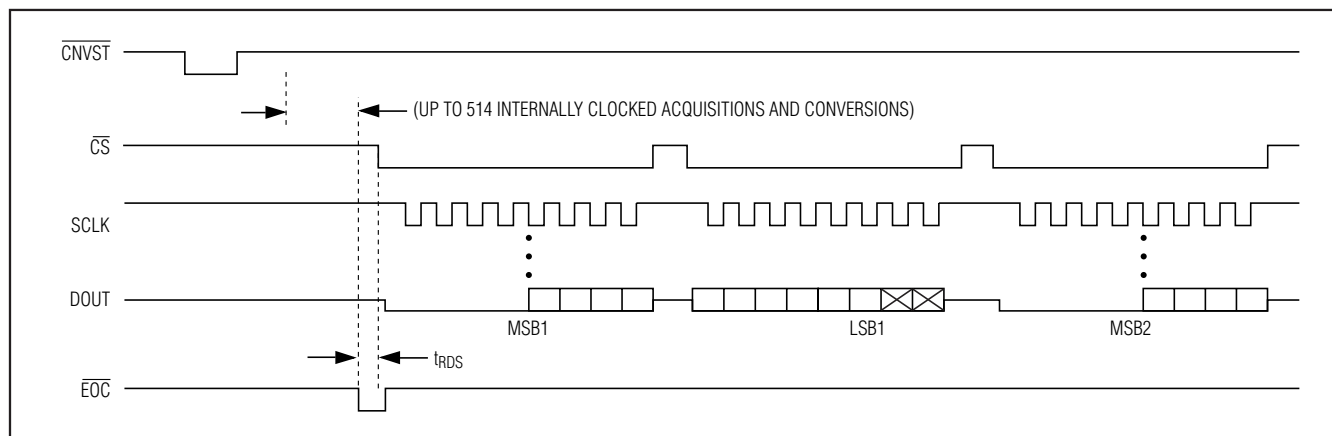 CNVST
(UP TO 514 INTERNALLY CLOCKED ACQUISITIONS AND CONVERSIONS)
CS
SCLK
DOUT
MSB1
LSB1
MSB2
tRDS
EOC